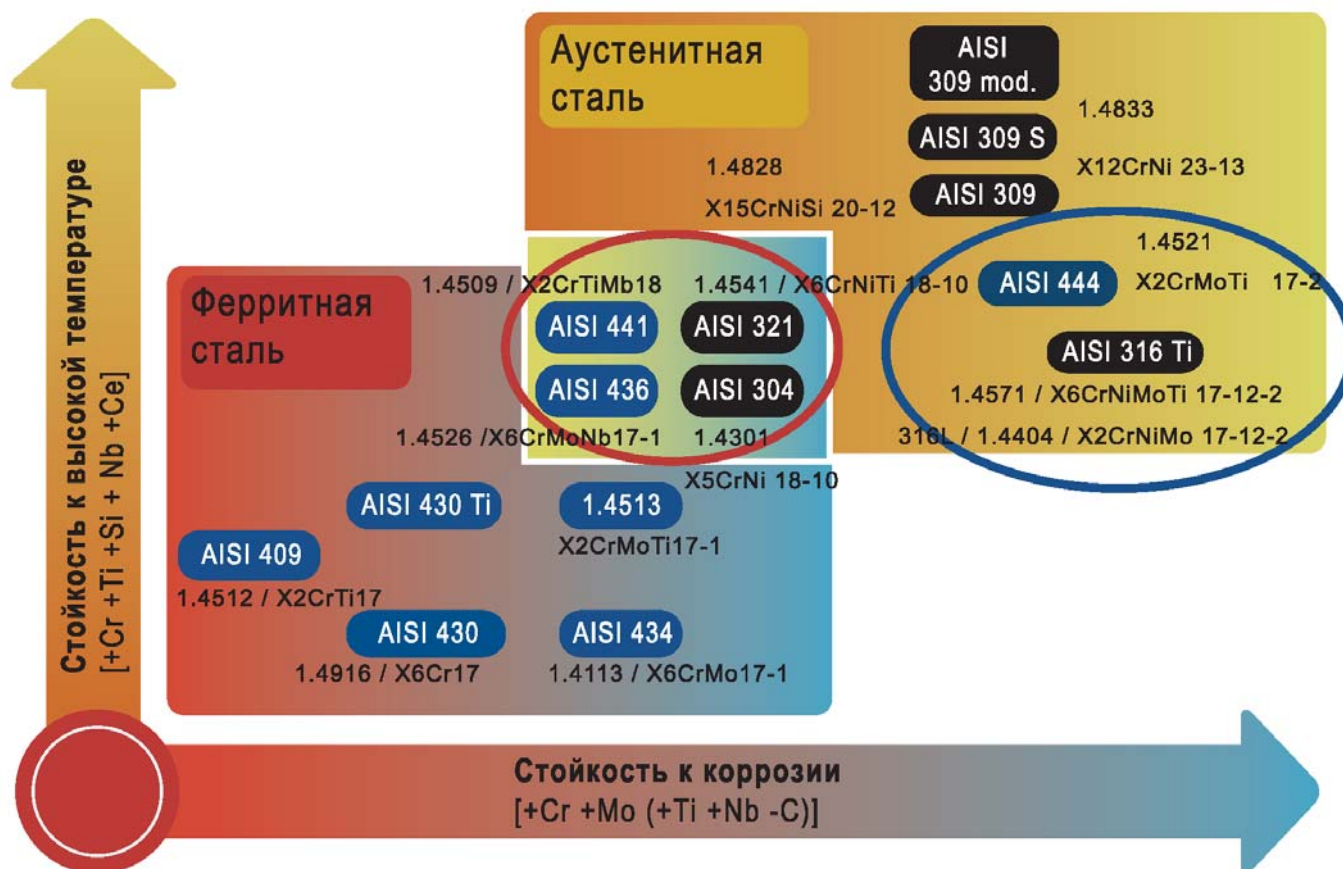 Аустенитная
сталь
AISI
309 mod.
1.4833
AISI 309 S
X12CrNi 23-13
1.4828
AISI 309
X15CrNiSi 20-12
1.4521
AISI 444
X2CrMoTi 17-2
AISI 316 Ti
1.4571 / X6CrNiMoTi 17-12-2
316L / 1.4404 / X2CrNiMo 17-12-2
Ферритная
сталь
1.4509 / X2CrTiMb18
1.4541 / X6CrNiTi 18-10
AISI 441
AISI 321
AISI 436
AISI 304
1.4526 /X6CrMoNb17-1
1.4301
X5CrNi 18-10
AISI 430 Ti
1.4513
X2CrMoTi17-1
AISI 409
1.4512 / X2CrTi17
AISI 430
AISI 434
1.4916 / X6Cr17
1.4113 / X6CrMo17-1
Стойкость к высокой температуре
[+Cr +Ti +Si + Nb +Ce]
Стойкость к коррозии
[+Cr +Mo (+Ti +Nb -C)]